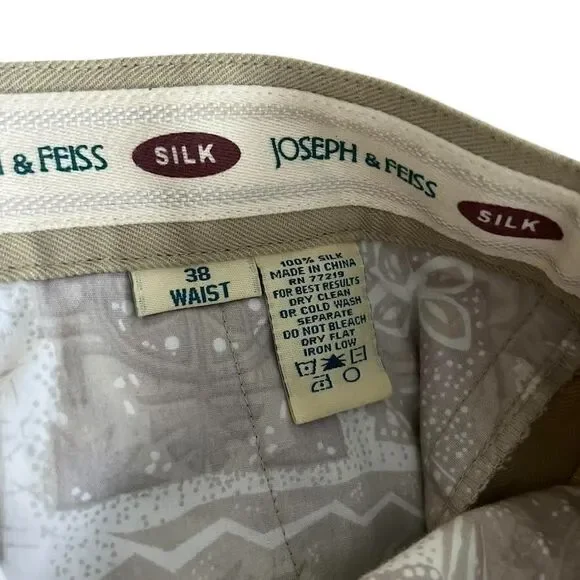 & FEISS SILK JOSEPH & FEISS SILK
38
WAIST
100% SILK
MADE IN CHINA
RN 77219
FOR BEST RESULTS
DRY CLEAN
OR COLD WASH
SEPARATE
DO NOT BLEACH
DRY FLAT
IRON LOW